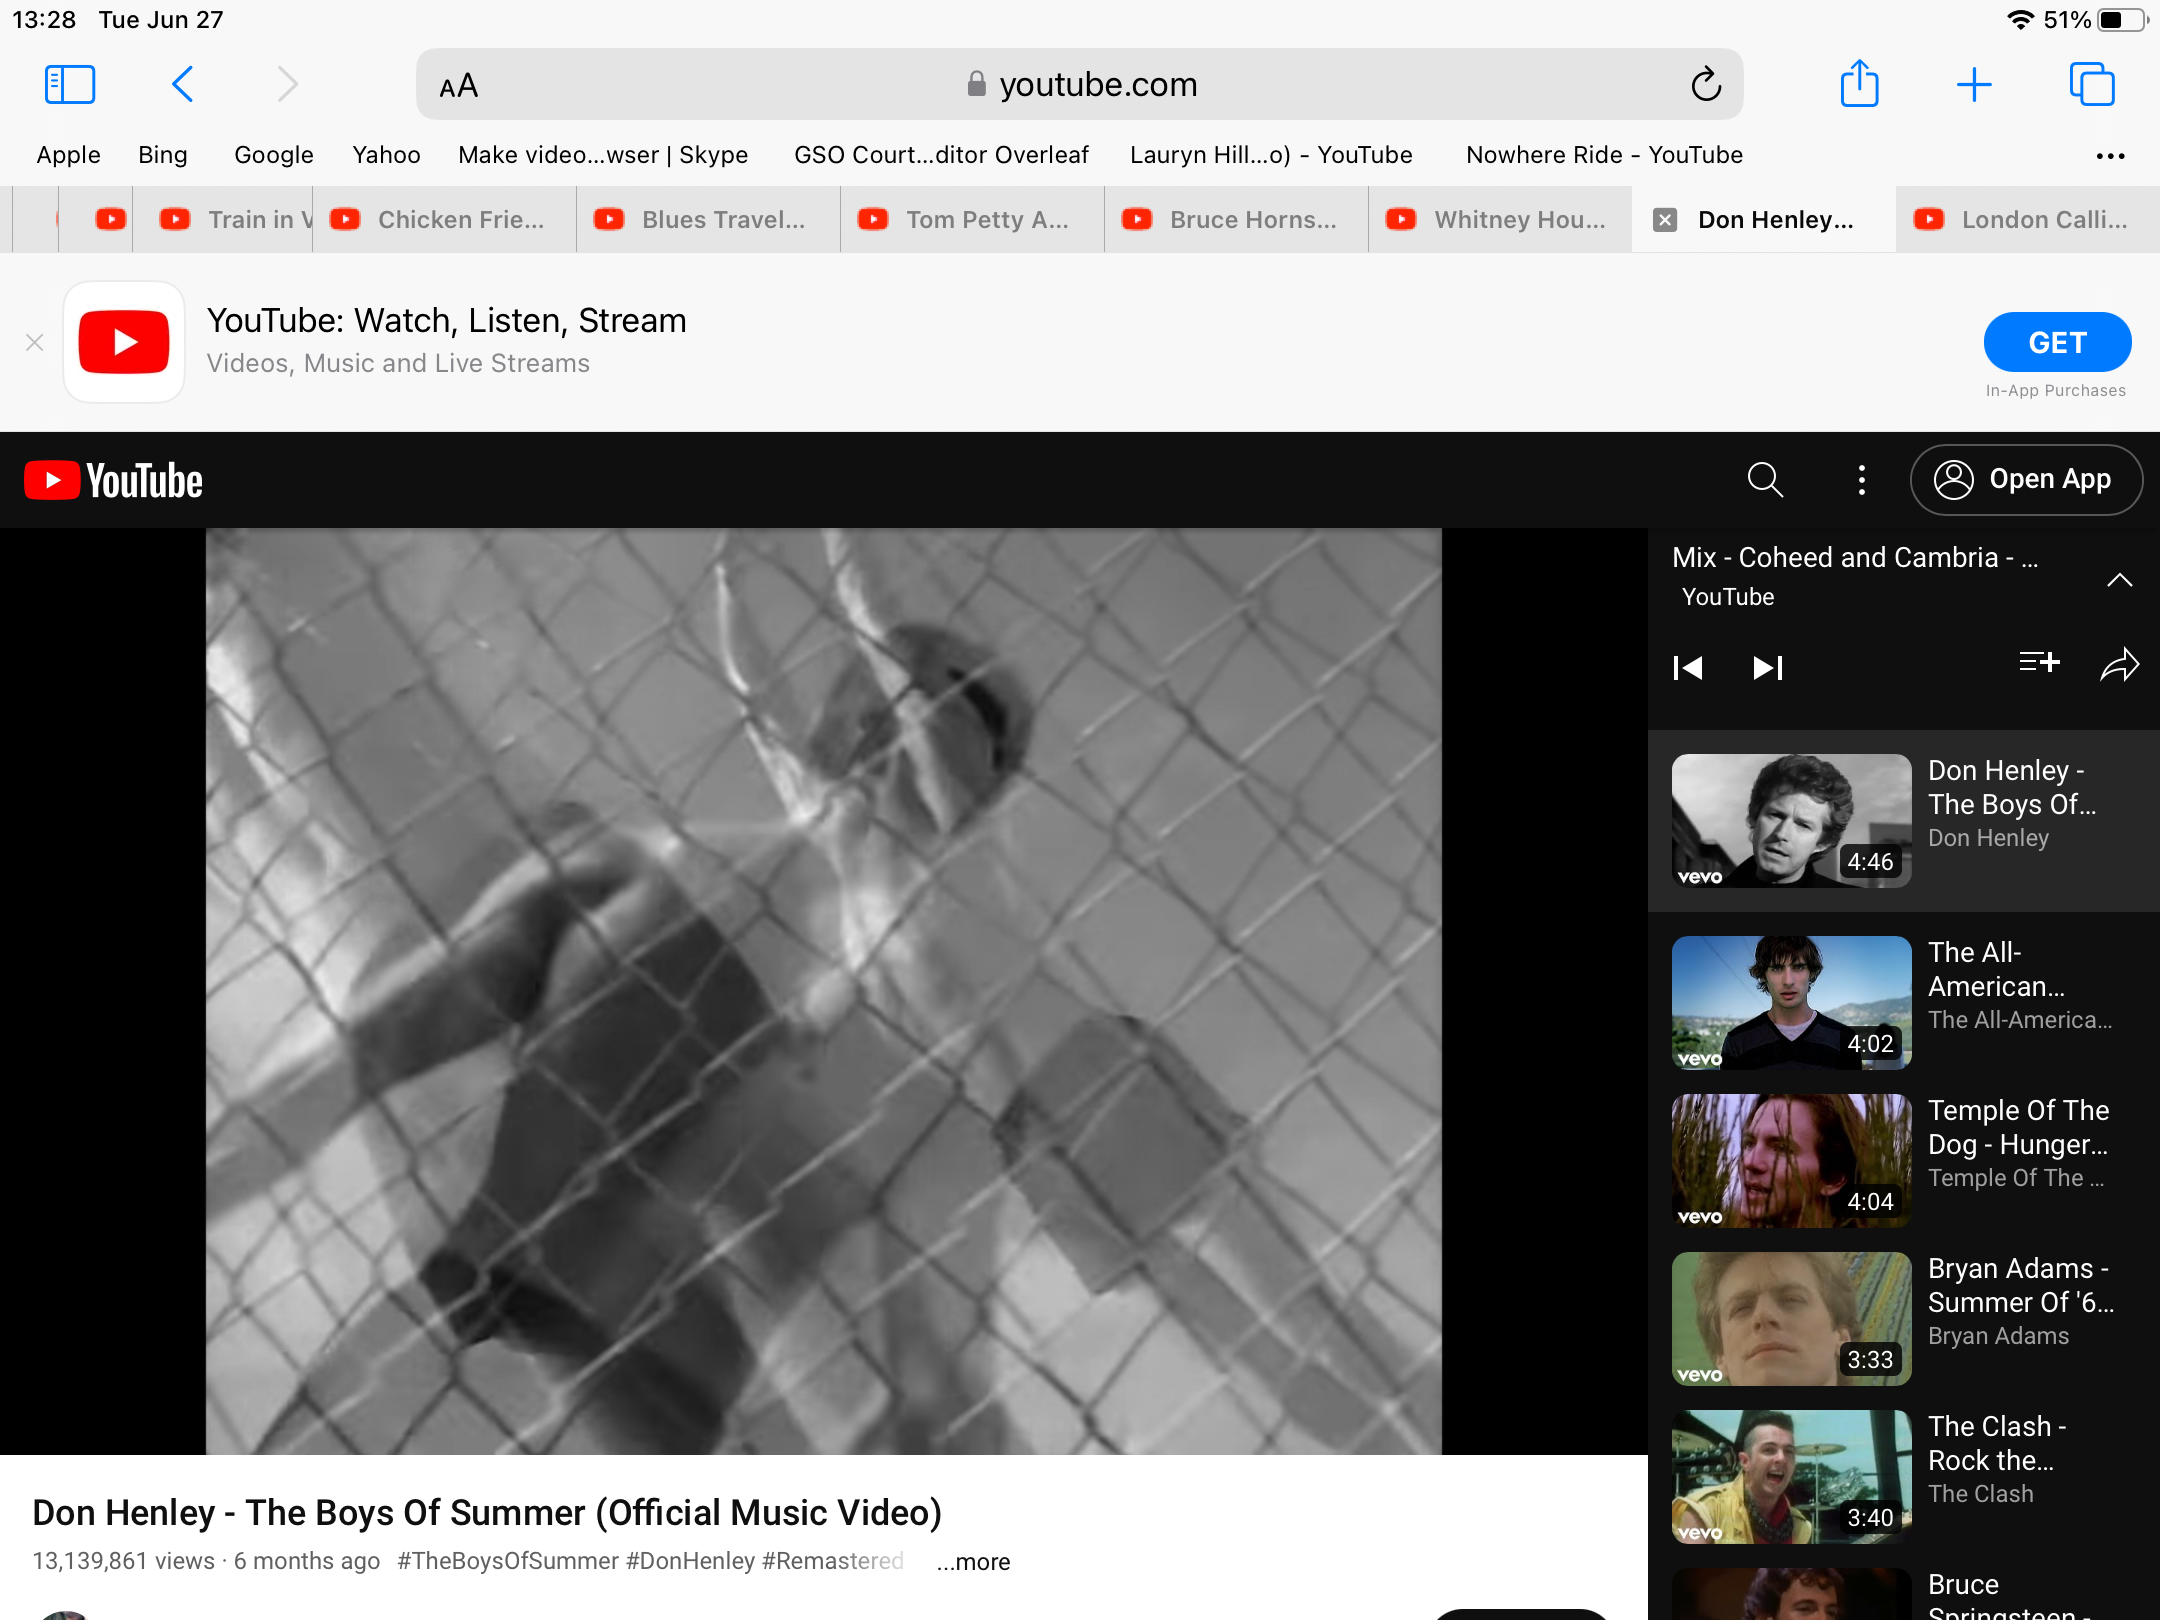 13:28 Tue Jun 27
51%
AA
youtube.com
Apple Bing Google Yahoo Make video...wser | Skype GSO Court...ditor Overleaf Lauryn Hill...o) - YouTube Nowhere Ride - YouTube
Train in V Chicken Frie... Blues Travel... Tom Petty A... Bruce Horns... Whitney Hou... Don Henley... London Calli...
YouTube: Watch, Listen, Stream
Videos, Music and Live Streams
GET
In-App Purchases
YouTube
Open App
Mix - Coheed and Cambria - ...
YouTube
Don Henley -
The Boys Of...
Don Henley
4:46
vevo
The All-
American...
The All-America...
4:02
vevo
Temple Of The
Dog - Hunger...
Temple Of The ...
4:04
vevo
Bryan Adams -
Summer Of '6...
Bryan Adams
3:33
vevo
The Clash -
Rock the...
The Clash
3:40
vevo
Bruce
Springsteen -
Don Henley - The Boys Of Summer (Official Music Video)
13,139,861 views · 6 months ago #TheBoysOfSummer #DonHenley #Remastered ...more